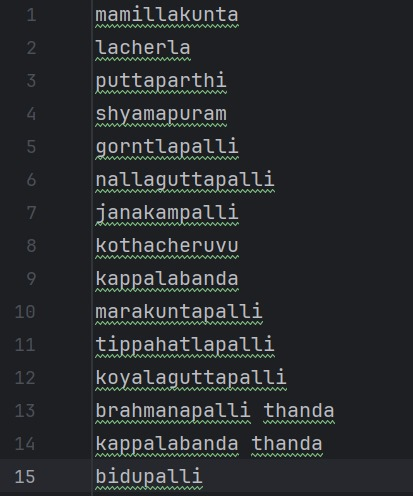 1 mamillakunta
2 lacherla
3 puttaparthi
4 shyamapuram
5 gorntlapalli
6 nallaguttapalli
7 janakampalli
8 kothacheruvu
9 kappalabanda
10 marakuntapalli
11 tippahatlapalli
12 koyalaguttapalli
13 brahmanapalli thanda
14 kappalabanda thanda
15 bidupalli